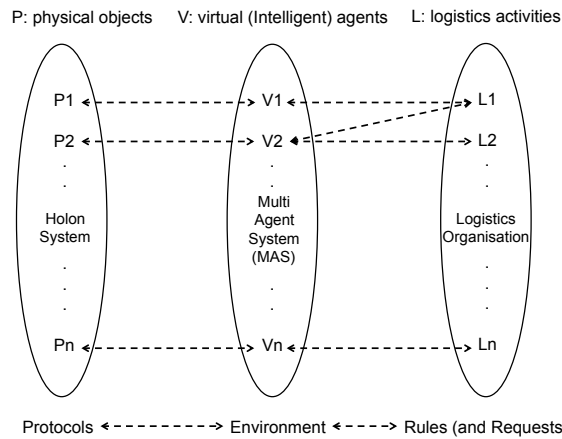 P: physical objects V: virtual (Intelligent) agents L: logistics activities
P1 V1 L1
P2 V2 L2
. . .
. . .
Holon System
Multi Agent System (MAS)
Logistics Organisation
. . .
. . .
. . .
Pn Vn Ln
Protocols Environment Rules (and Requests